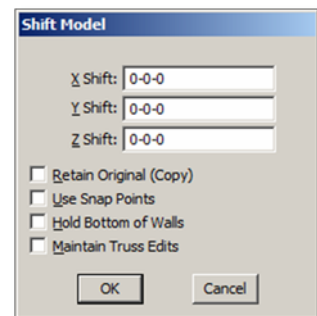 Shift Model
X Shift: 0-0-0
Y Shift: 0-0-0
Z Shift: 0-0-0
Retain Original (Copy)
Use Snap Points
Hold Bottom of Walls
Maintain Truss Edits
OK Cancel